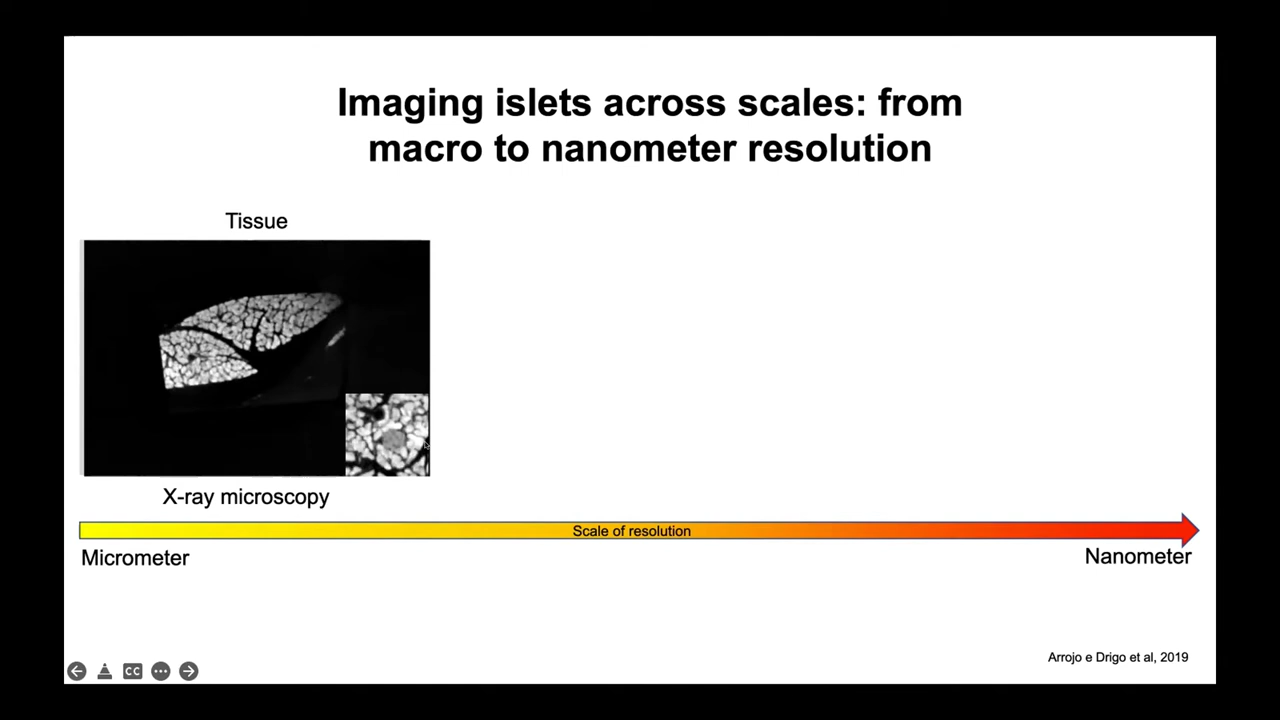 Imaging islets across scales: from
macro to nanometer resolution
Tissue
X-ray microscopy
Scale of resolution
Micrometer
Nanometer
Arrojo e Drigo et al, 2019
CC